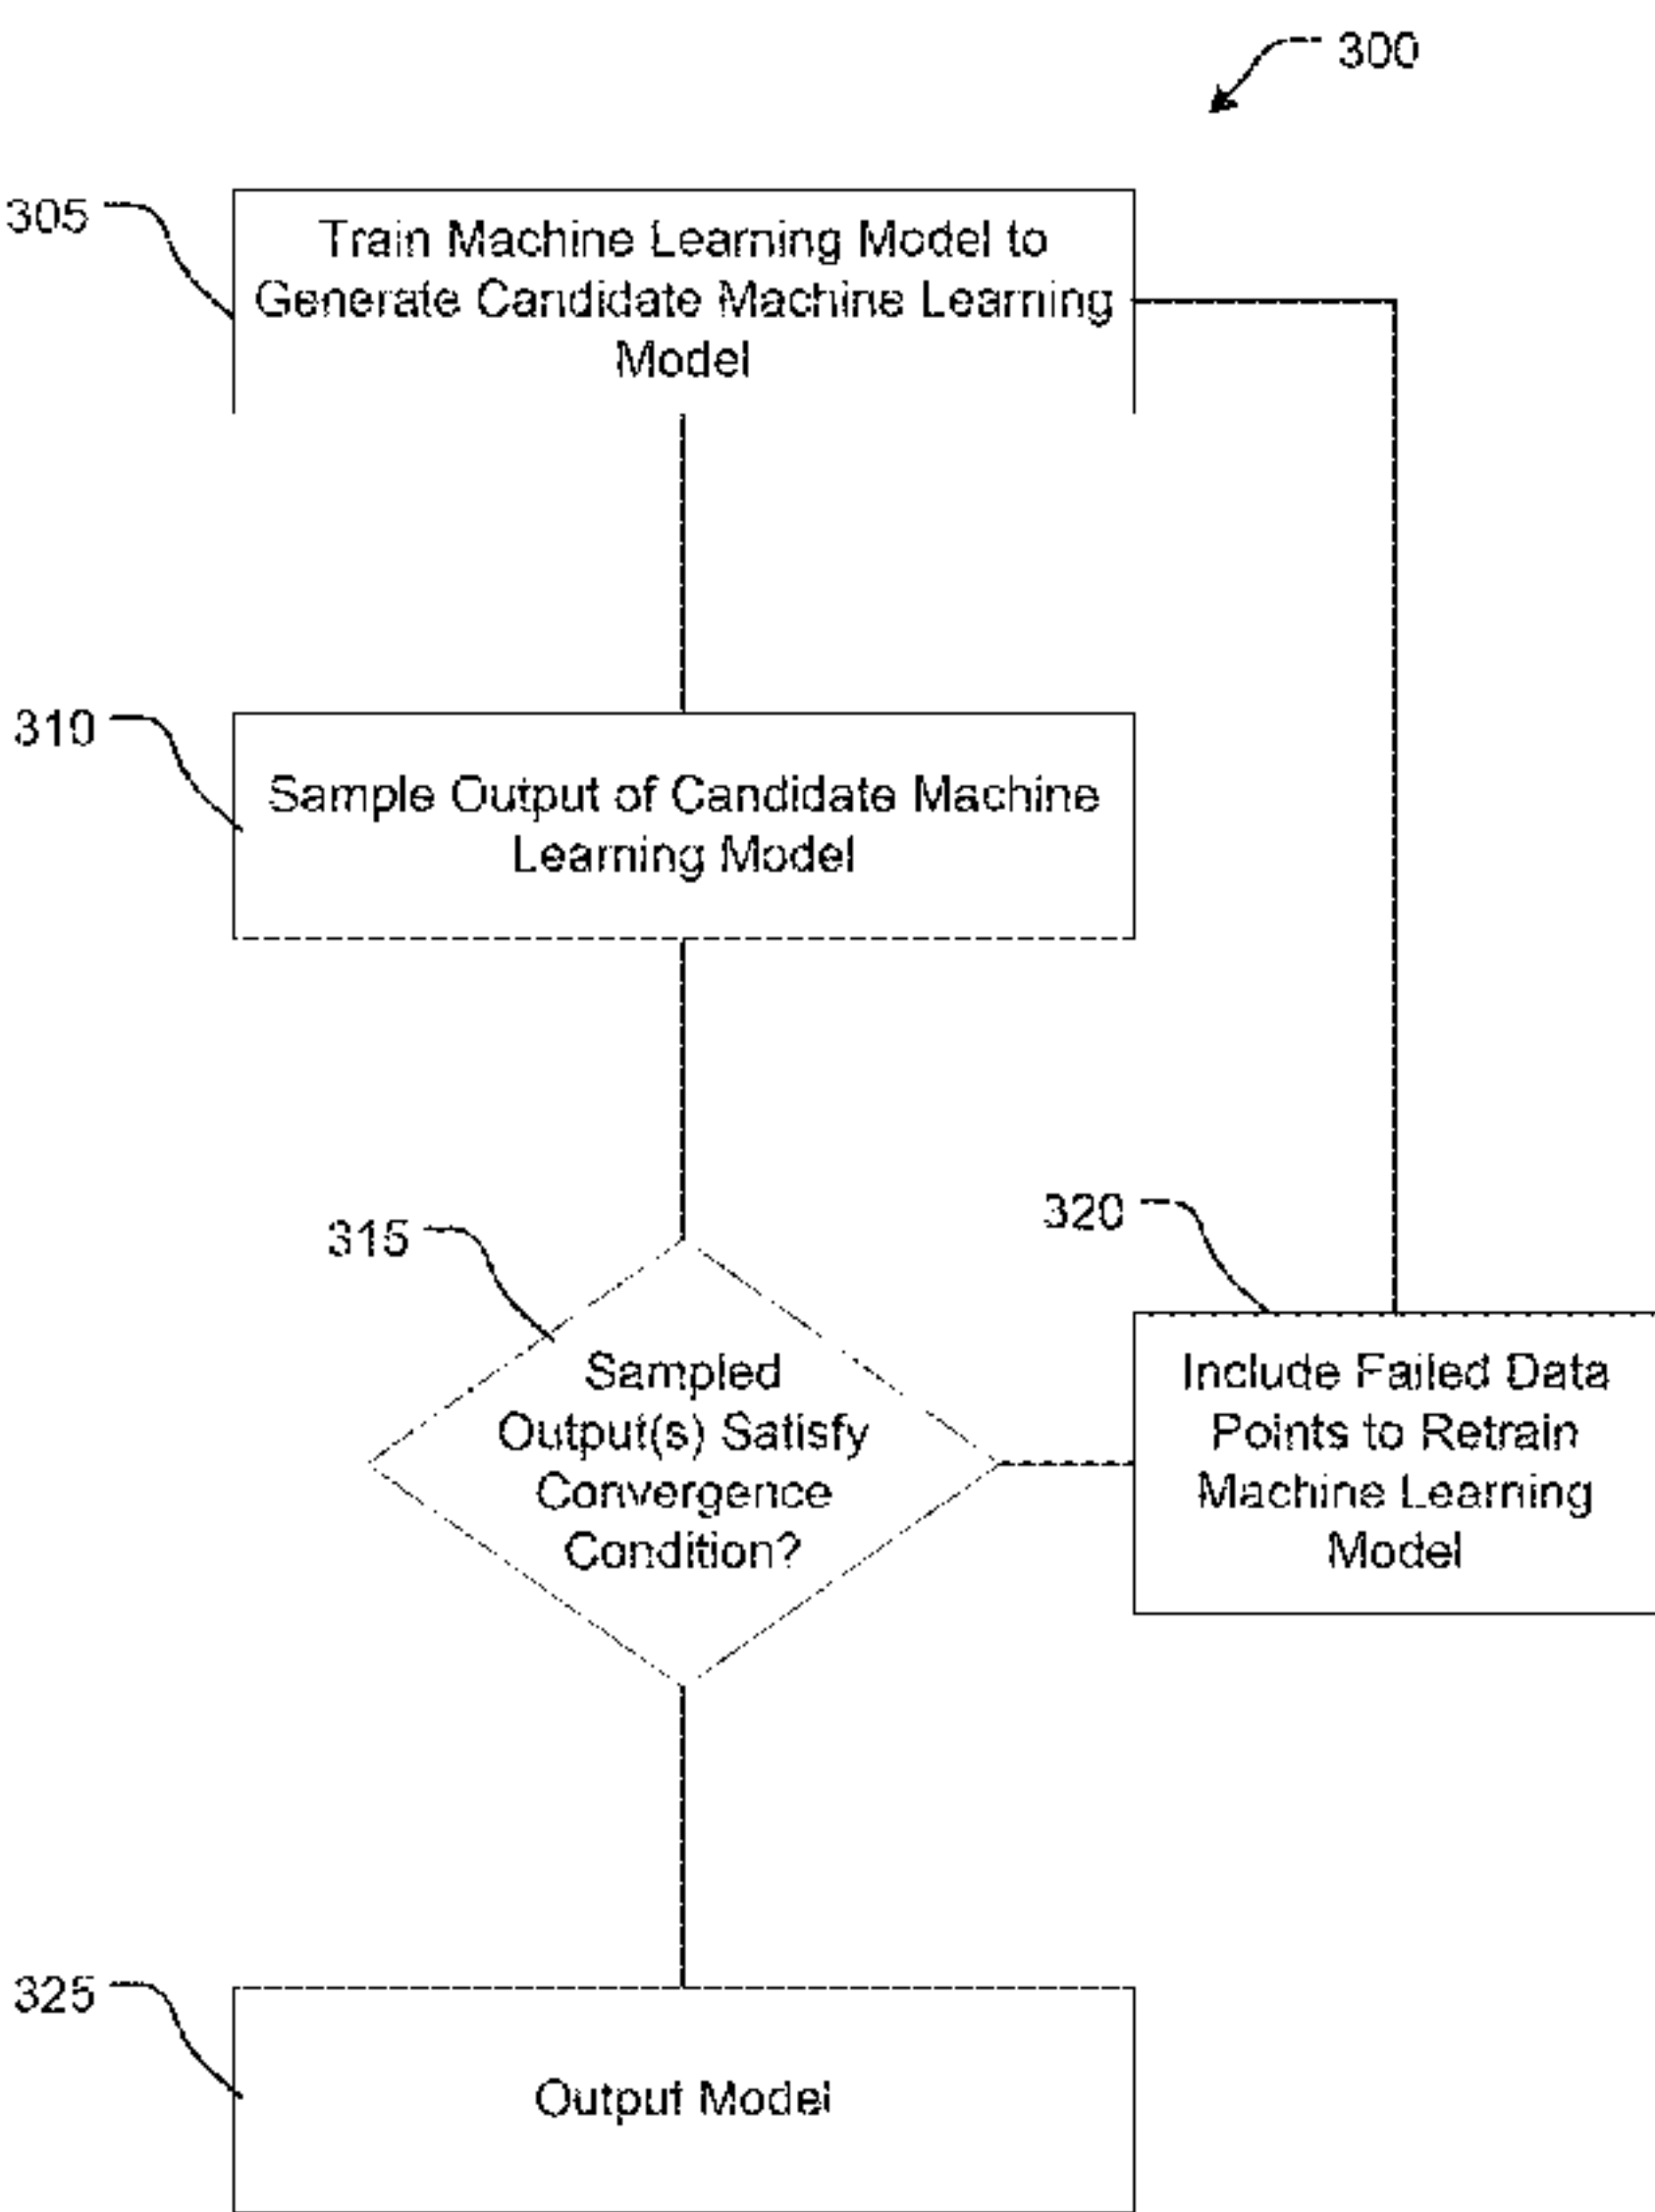 300
305
Train Machine Learning Model to
Generate Candidate Machine Learning
Model
310
Sample Output of Candidate Machine
Learning Model
315
Sampled
Output(s) Satisfy
Convergence
Condition?
320
Include Failed Data
Points to Retrain
Machine Learning
Model
325
Output Model